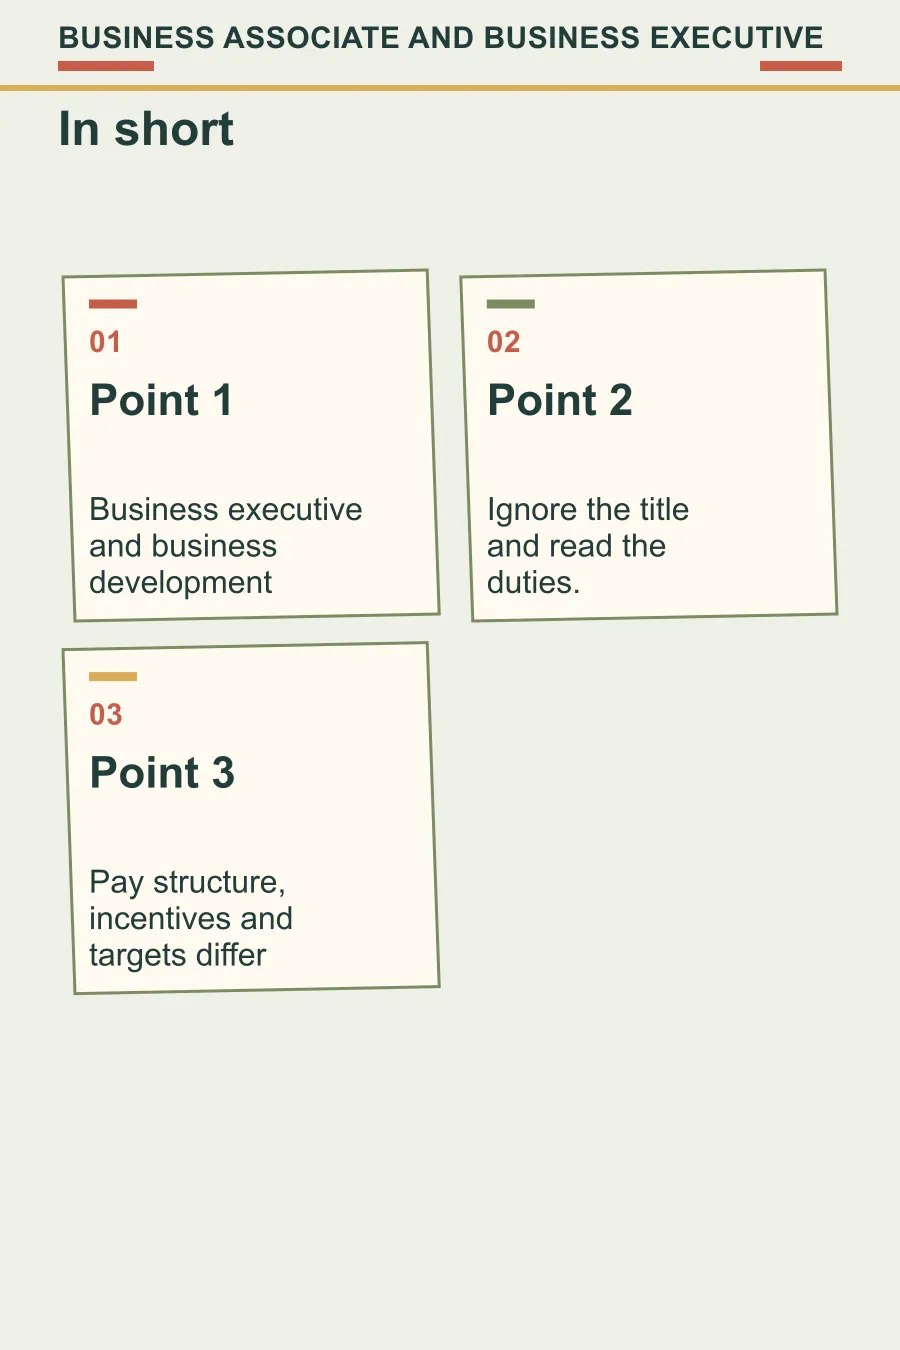 BUSINESS ASSOCIATE AND BUSINESS EXECUTIVE
In short
01
Point 1
Business executive
and business
development
02
Point 2
Ignore the title
and read the
duties.
03
Point 3
Pay structure,
incentives and
targets differ